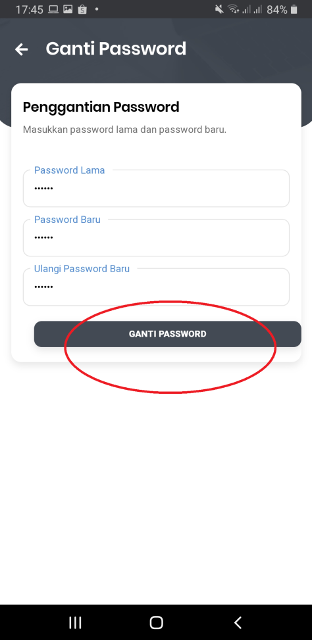 17:45 84%
Ganti Password
Penggantian Password
Masukkan password lama dan password baru.
Password Lama
••••••
Password Baru
••••••
Ulangi Password Baru
••••••
GANTI PASSWORD